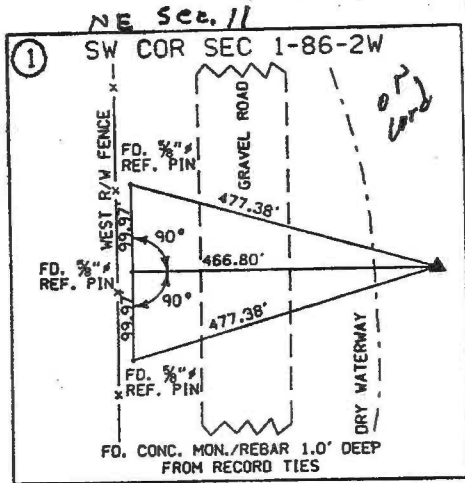 NE Sec. 11
1
SW COR SEC 1-86-2W
or
WEST R/W FENCE
GRAVEL ROAD
FD. 5/8"ø
REF. PIN
477.38'
99.97'
90°
FD. 5/8"ø
REF. PIN
466.80'
99.97'
90°
477.38'
FD. 5/8"ø
REF. PIN
DRY WATERWAY
FD. CONC. MON./REBAR 1.0' DEEP
FROM RECORD TIES